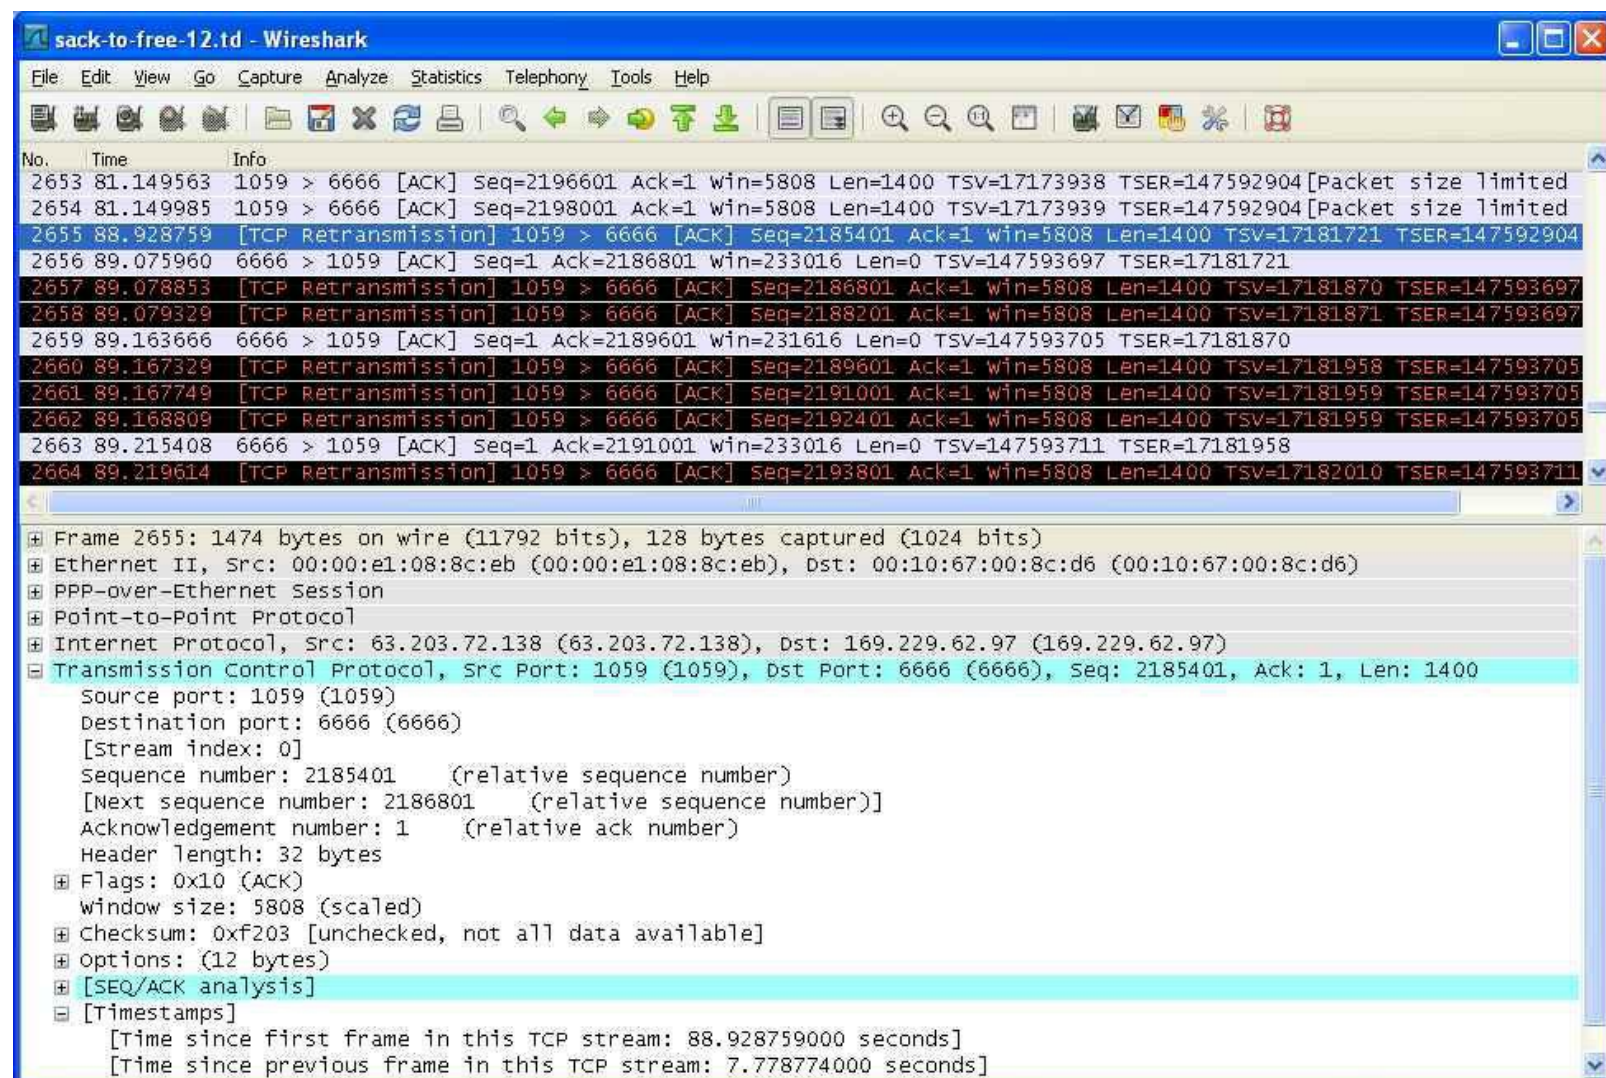 sack-to-free-12.td - Wireshark
File Edit View Go Capture Analyze Statistics Telephony Tools Help
No. Time Info
2653 81.149563 1059 > 6666 [ACK] Seq=2196601 Ack=1 Win=5808 Len=1400 TSV=17173938 TSER=147592904[Packet size limited
2654 81.149985 1059 > 6666 [ACK] Seq=2198001 Ack=1 Win=5808 Len=1400 TSV=17173939 TSER=147592904[Packet size limited
2655 88.928759 [TCP Retransmission] 1059 > 6666 [ACK] Seq=2185401 Ack=1 Win=5808 Len=1400 TSV=17181721 TSER=147592904
2656 89.075960 6666 > 1059 [ACK] Seq=1 Ack=2186801 Win=233016 Len=0 TSV=147593697 TSER=17181721
2657 89.078853 [TCP Retransmission] 1059 > 6666 [ACK] Seq=2186801 Ack=1 Win=5808 Len=1400 TSV=17181870 TSER=147593697
2658 89.079329 [TCP Retransmission] 1059 > 6666 [ACK] Seq=2188201 Ack=1 Win=5808 Len=1400 TSV=17181871 TSER=147593697
2659 89.163666 6666 > 1059 [ACK] Seq=1 Ack=2189601 Win=231616 Len=0 TSV=147593705 TSER=17181870
2660 89.167329 [TCP Retransmission] 1059 > 6666 [ACK] Seq=2189601 Ack=1 Win=5808 Len=1400 TSV=17181958 TSER=147593705
2661 89.167749 [TCP Retransmission] 1059 > 6666 [ACK] Seq=2191001 Ack=1 Win=5808 Len=1400 TSV=17181959 TSER=147593705
2662 89.168809 [TCP Retransmission] 1059 > 6666 [ACK] Seq=2192401 Ack=1 Win=5808 Len=1400 TSV=17181959 TSER=147593705
2663 89.215408 6666 > 1059 [ACK] Seq=1 Ack=2191001 Win=233016 Len=0 TSV=147593711 TSER=17181958
2664 89.219614 [TCP Retransmission] 1059 > 6666 [ACK] Seq=2193801 Ack=1 Win=5808 Len=1400 TSV=17182010 TSER=147593711
Frame 2655: 1474 bytes on wire (11792 bits), 128 bytes captured (1024 bits)
Ethernet II, Src: 00:00:e1:08:8c:eb (00:00:e1:08:8c:eb), Dst: 00:10:67:00:8c:d6 (00:10:67:00:8c:d6)
PPP-over-Ethernet Session
Point-to-Point Protocol
Internet Protocol, Src: 63.203.72.138 (63.203.72.138), Dst: 169.229.62.97 (169.229.62.97)
Transmission Control Protocol, Src Port: 1059 (1059), Dst Port: 6666 (6666), Seq: 2185401, Ack: 1, Len: 1400
Source port: 1059 (1059)
Destination port: 6666 (6666)
[Stream index: 0]
Sequence number: 2185401 (relative sequence number)
[Next sequence number: 2186801 (relative sequence number)]
Acknowledgement number: 1 (relative ack number)
Header length: 32 bytes
Flags: 0x10 (ACK)
Window size: 5808 (scaled)
Checksum: 0xf203 [unchecked, not all data available]
Options: (12 bytes)
[SEQ/ACK analysis]
[Timestamps]
[Time since first frame in this TCP stream: 88.928759000 seconds]
[Time since previous frame in this TCP stream: 7.778774000 seconds]